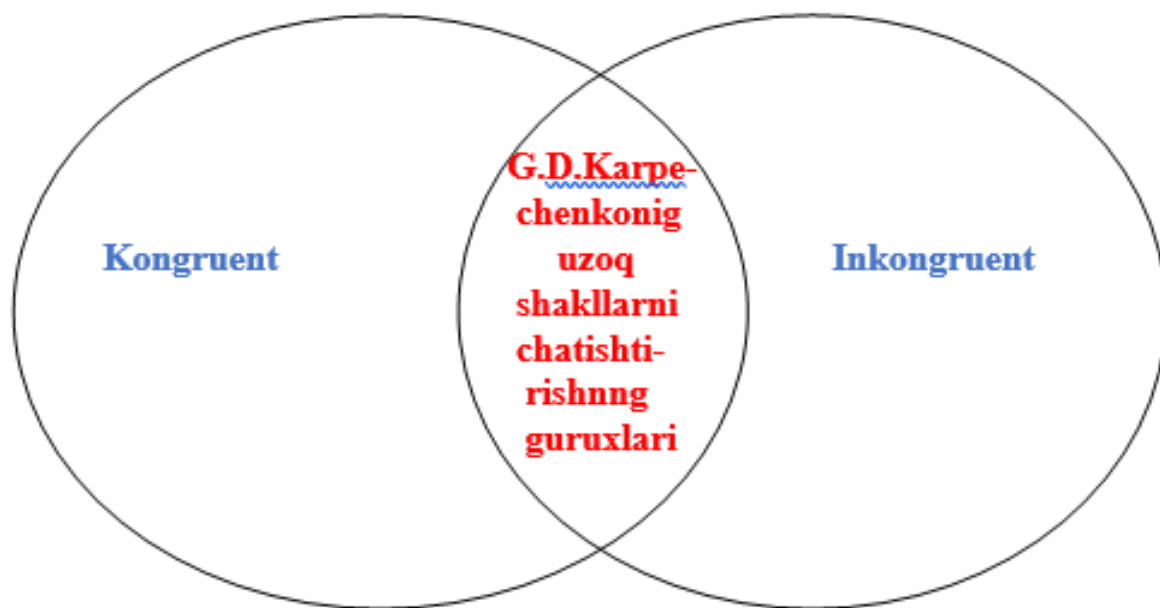 Kongruent
G.D.Karpe-
chenkonig
uzoq
shakllarni
chatishti-
rishnng
guruxlari
Inkongruent